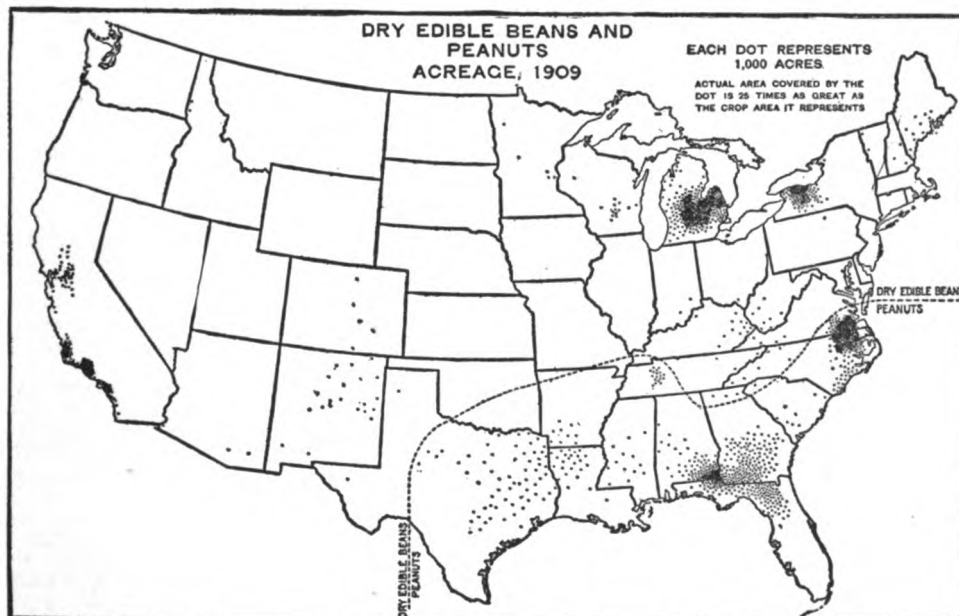 DRY EDIBLE BEANS AND
PEANUTS
ACREAGE, 1909
EACH DOT REPRESENTS
1,000 ACRES.
ACTUAL AREA COVERED BY THE
DOT IS 25 TIMES AS GREAT AS
THE CROP AREA IT REPRESENTS
DRY EDIBLE BEANS
PEANUTS
DRY EDIBLE BEANS
PEANUTS